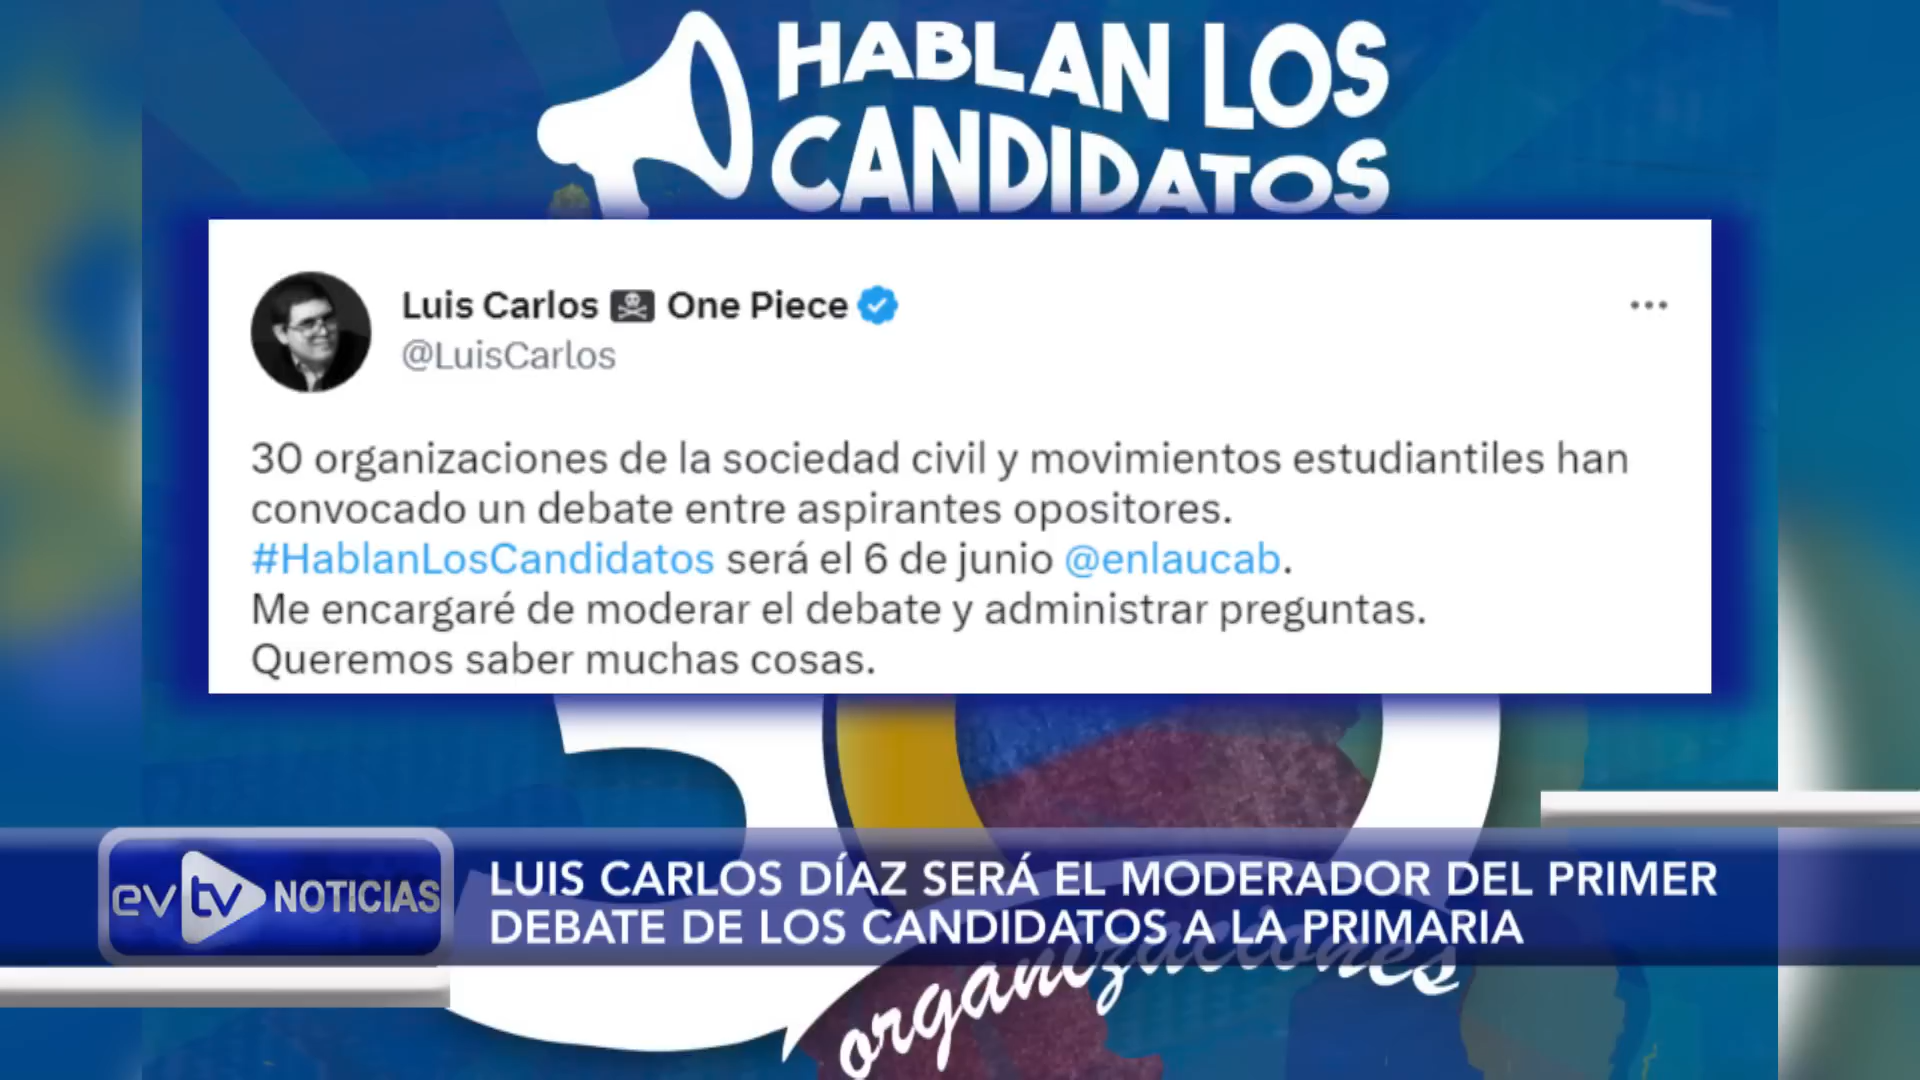 HABLAN LOS
CANDIDATOS
Luis Carlos 🏴‍☠️ One Piece
@LuisCarlos
30 organizaciones de la sociedad civil y movimientos estudiantiles han
convocado un debate entre aspirantes opositores.
#HablanLosCandidatos será el 6 de junio @enlaucab.
Me encargaré de moderar el debate y administrar preguntas.
Queremos saber muchas cosas.
30
evtv NOTICIAS
LUIS CARLOS DÍAZ SERÁ EL MODERADOR DEL PRIMER
DEBATE DE LOS CANDIDATOS A LA PRIMARIA
organizaciones